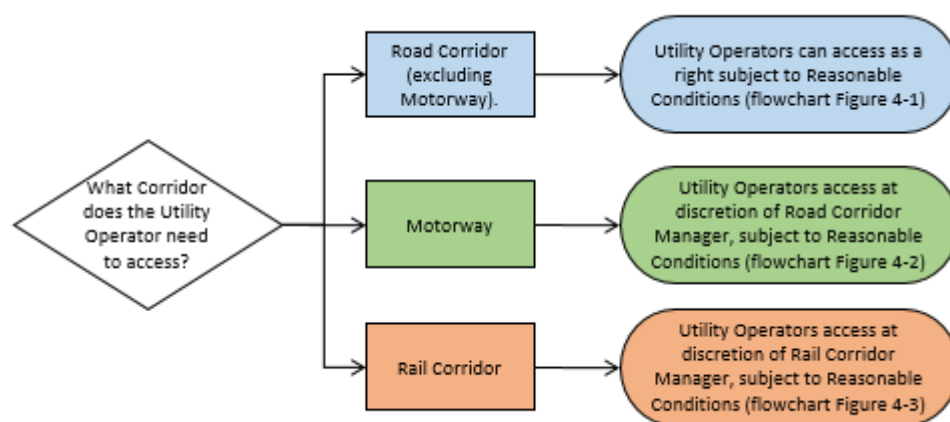 What Corridor
does the Utility
Operator need
to access?
Road Corridor
(excluding
Motorway).
Utility Operators can access as a
right subject to Reasonable
Conditions (flowchart Figure 4-1)
Motorway
Utility Operators access at
discretion of Road Corridor
Manager, subject to Reasonable
Conditions (flowchart Figure 4-2)
Rail Corridor
Utility Operators access at
discretion of Rail Corridor
Manager, subject to Reasonable
Conditions (flowchart Figure 4-3)